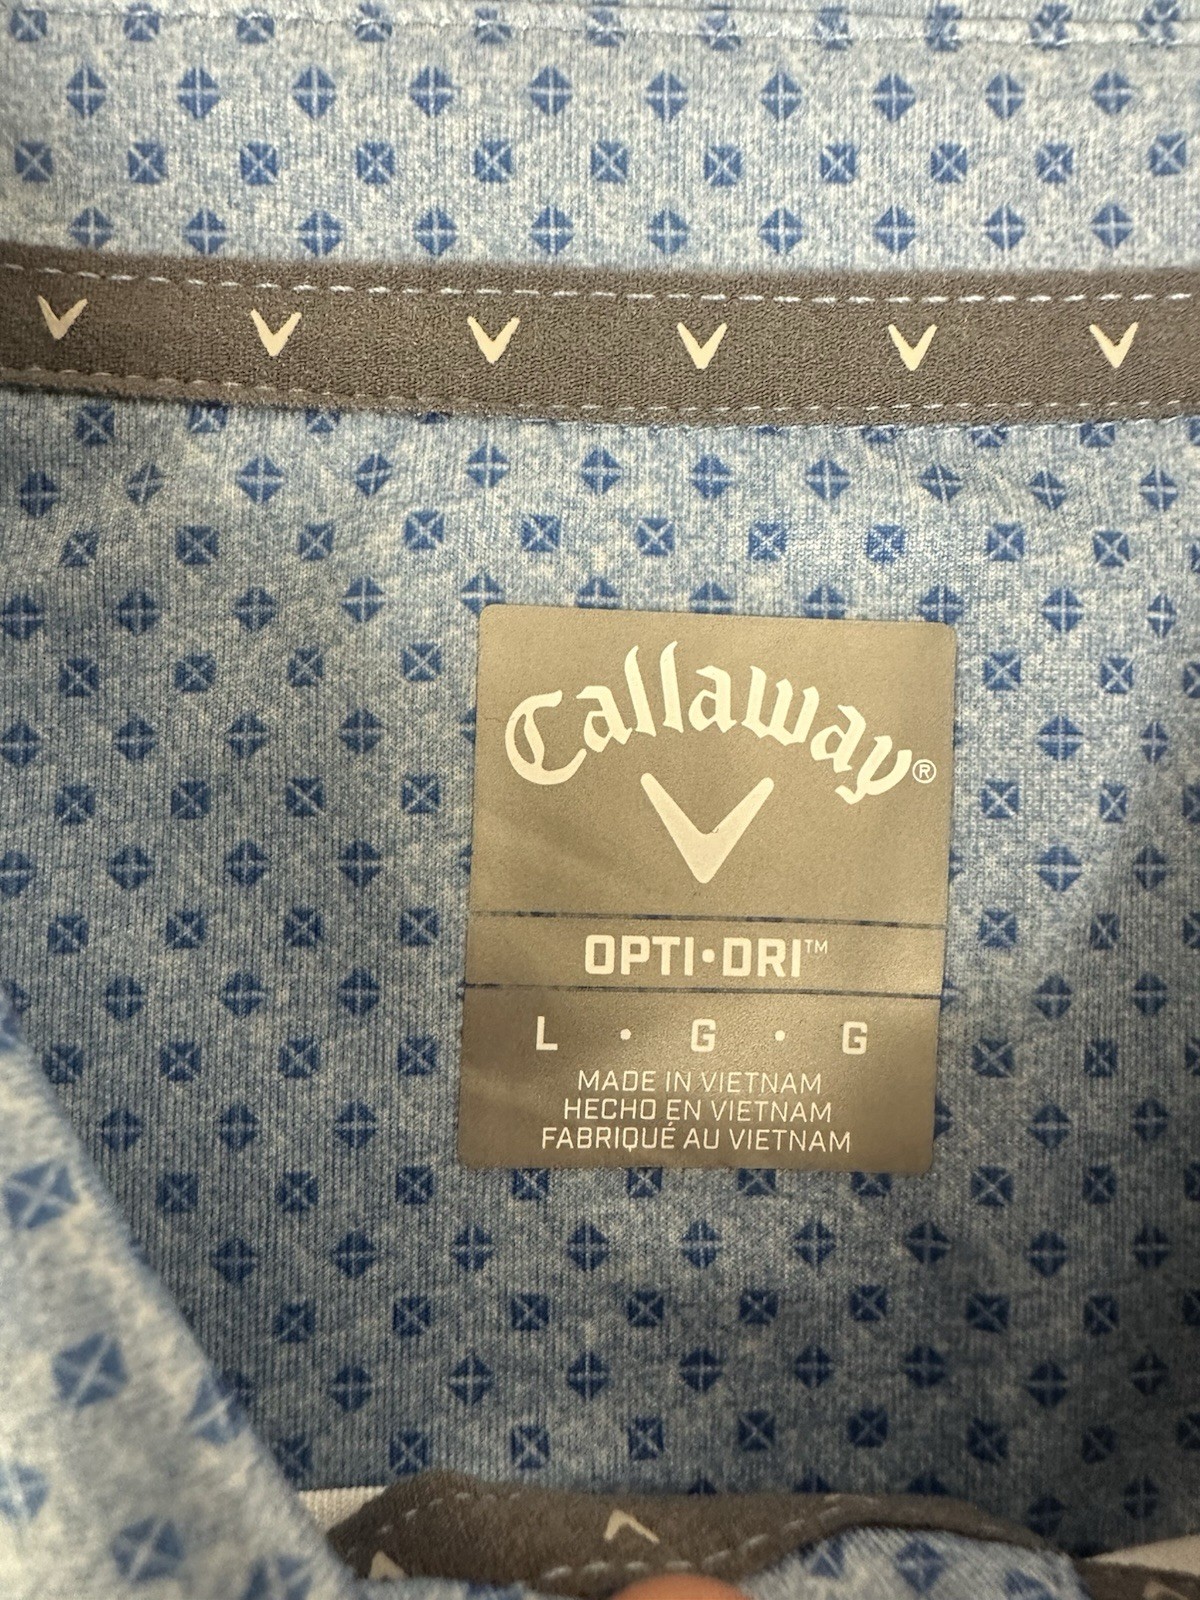 Callaway®
OPTI•DRI™
L • G • G
MADE IN VIETNAM
HECHO EN VIETNAM
FABRIQUÉ AU VIETNAM